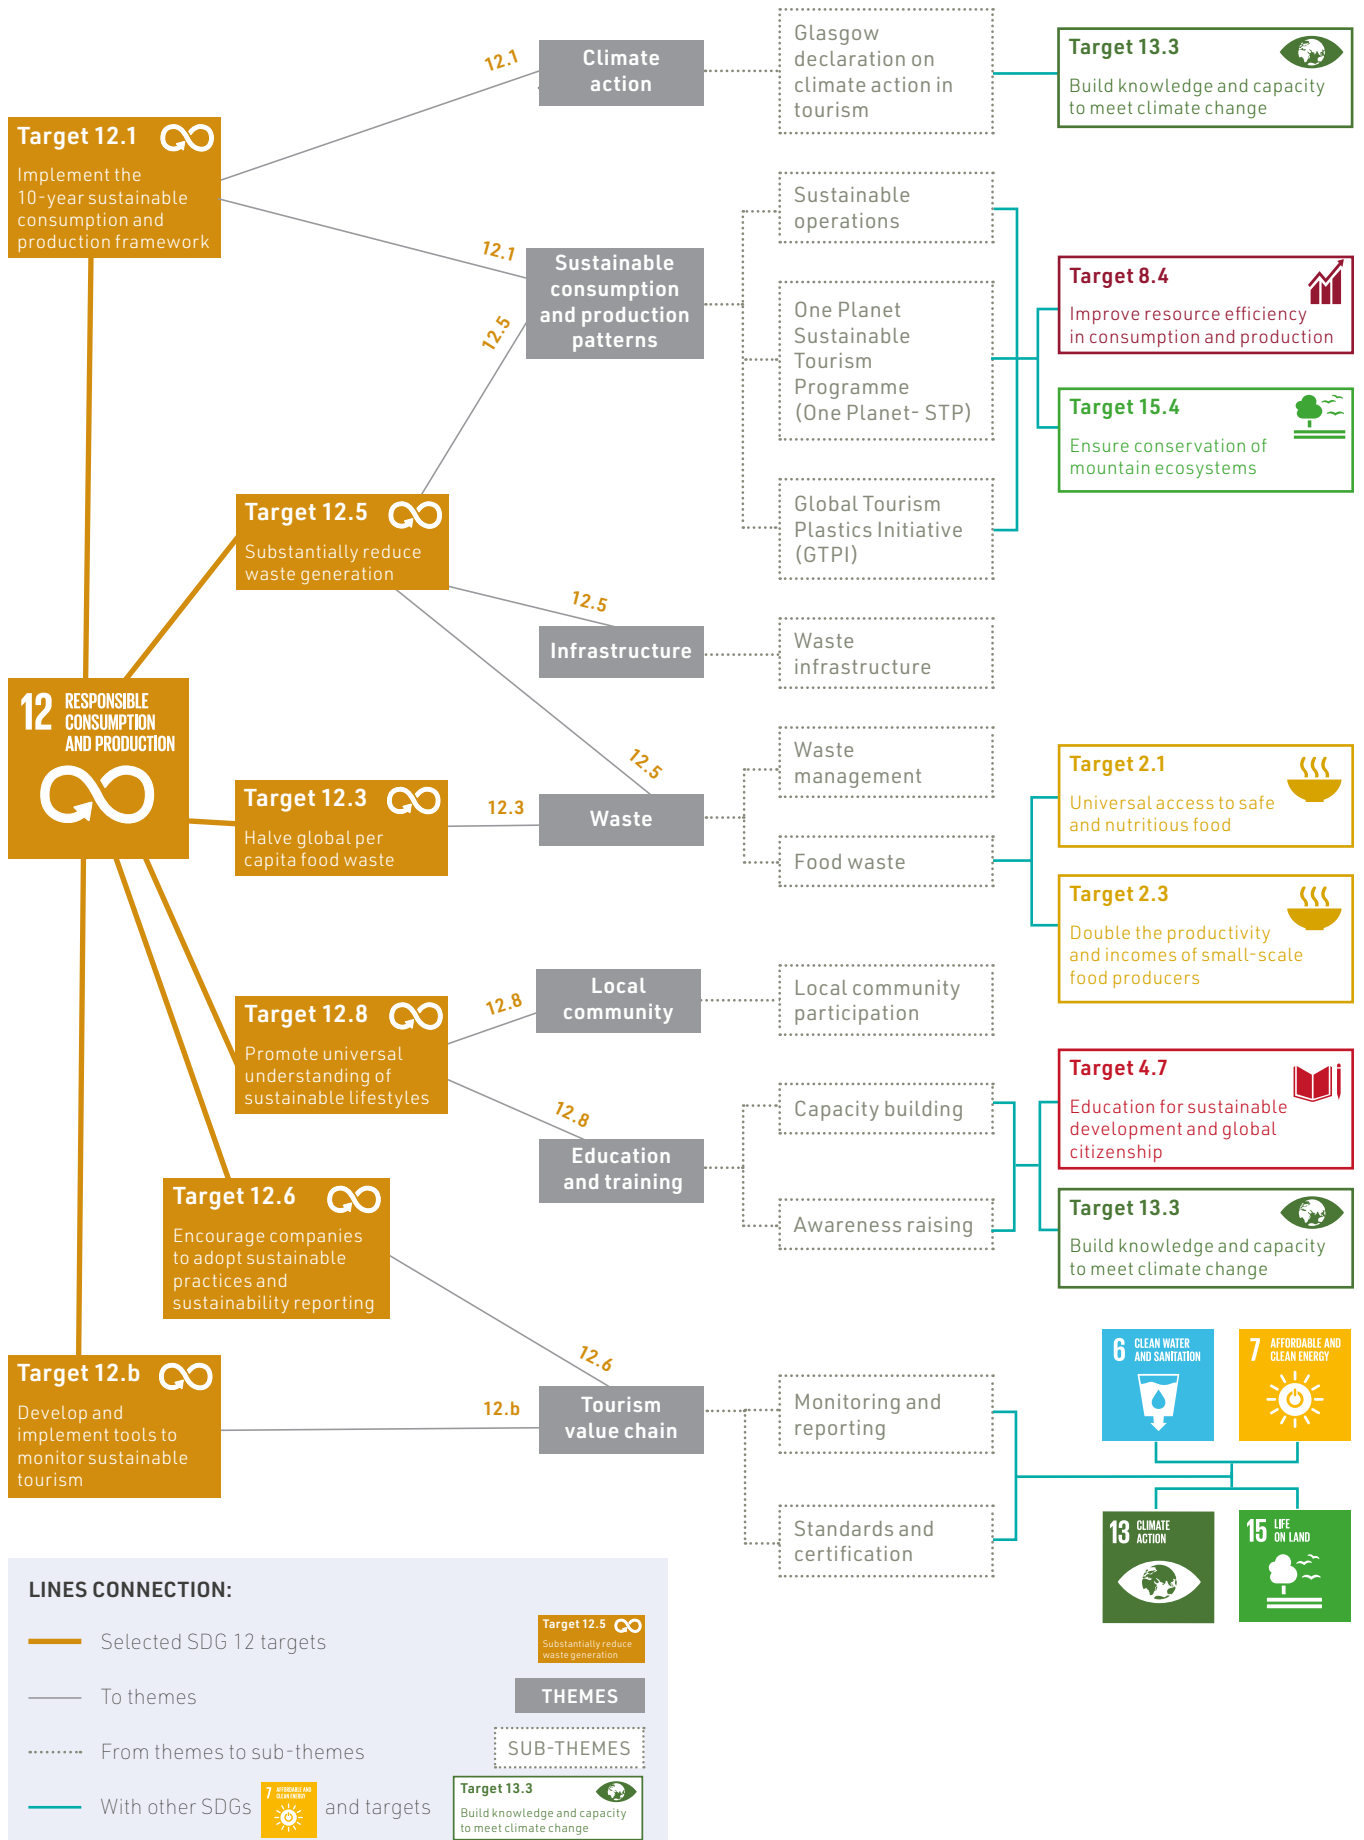 Target 12.1
Implement the
10-year sustainable
consumption and
production framework
12.1
12.1
Climate
action
Glasgow
declaration on
climate action in
tourism
Target 13.3
Build knowledge and capacity
to meet climate change
12.5
Sustainable
consumption
and production
patterns
Sustainable
operations
One Planet
Sustainable
Tourism
Programme
(One Planet- STP)
Global Tourism
Plastics Initiative
(GTPI)
Target 8.4
Improve resource efficiency
in consumption and production
Target 15.4
Ensure conservation of
mountain ecosystems
Target 12.5
Substantially reduce
waste generation
12.5
Infrastructure
Waste
infrastructure
12 RESPONSIBLE
CONSUMPTION
AND PRODUCTION
12.5
Target 12.3
Halve global per
capita food waste
12.3
Waste
Waste
management
Food waste
Target 2.1
Universal access to safe
and nutritious food
Target 2.3
Double the productivity
and incomes of small-scale
food producers
Target 12.8
Promote universal
understanding of
sustainable lifestyles
12.8
Local
community
Local community
participation
12.8
Education
and training
Capacity building
Awareness raising
Target 4.7
Education for sustainable
development and global
citizenship
Target 13.3
Build knowledge and capacity
to meet climate change
Target 12.6
Encourage companies
to adopt sustainable
practices and
sustainability reporting
12.6
Target 12.b
Develop and
implement tools to
monitor sustainable
tourism
12.b
Tourism
value chain
Monitoring and
reporting
Standards and
certification
6 CLEAN WATER
AND SANITATION
7 AFFORDABLE AND
CLEAN ENERGY
13 CLIMATE
ACTION
15 LIFE
ON LAND
LINES CONNECTION:
Selected SDG 12 targets
Target 12.5
Substantially reduce
waste generation
To themes
THEMES
From themes to sub-themes
SUB-THEMES
With other SDGs
7 AFFORDABLE AND
CLEAN ENERGY
and targets
Target 13.3
Build knowledge and capacity
to meet climate change